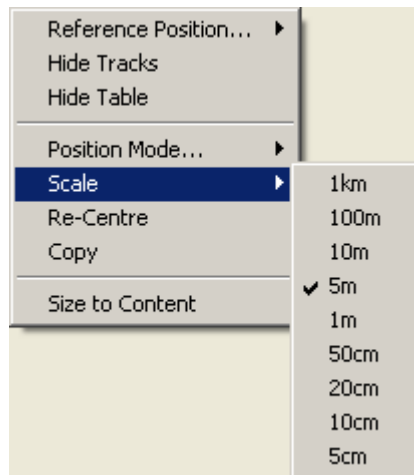 Reference Position...
Hide Tracks
Hide Table
Position Mode...
Scale
Re-Centre
Copy
Size to Content
1km
100m
10m
5m
1m
50cm
20cm
10cm
5cm